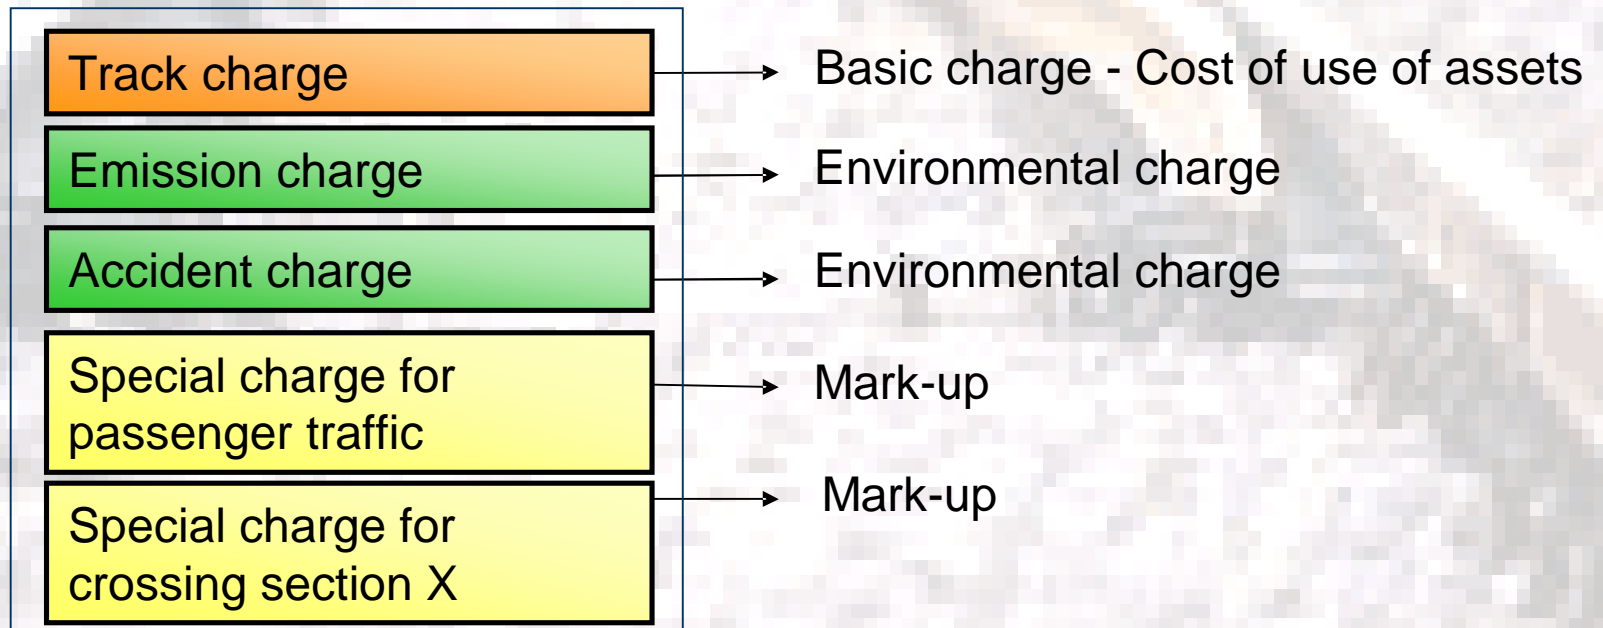 Track charge
Basic charge - Cost of use of assets
Emission charge
Environmental charge
Accident charge
Environmental charge
Special charge for
passenger traffic
Mark-up
Special charge for
crossing section X
Mark-up